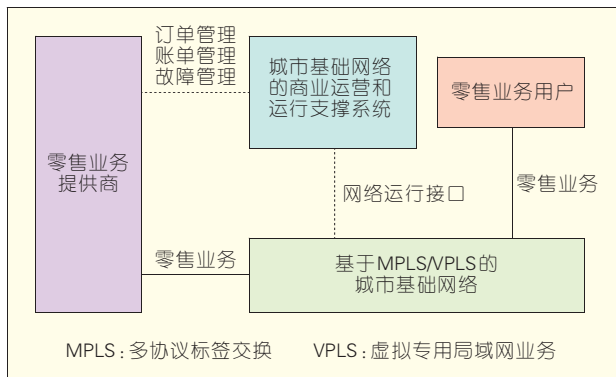 订单管理
账单管理
故障管理
城市基础网络
的商业运营和
运行支撑系统
零售业务用户
零售业务
提供商
网络运行接口
零售业务
零售业务
基于MPLS/VPLS的
城市基础网络
MPLS:多协议标签交换
VPLS:虚拟专用局域网业务